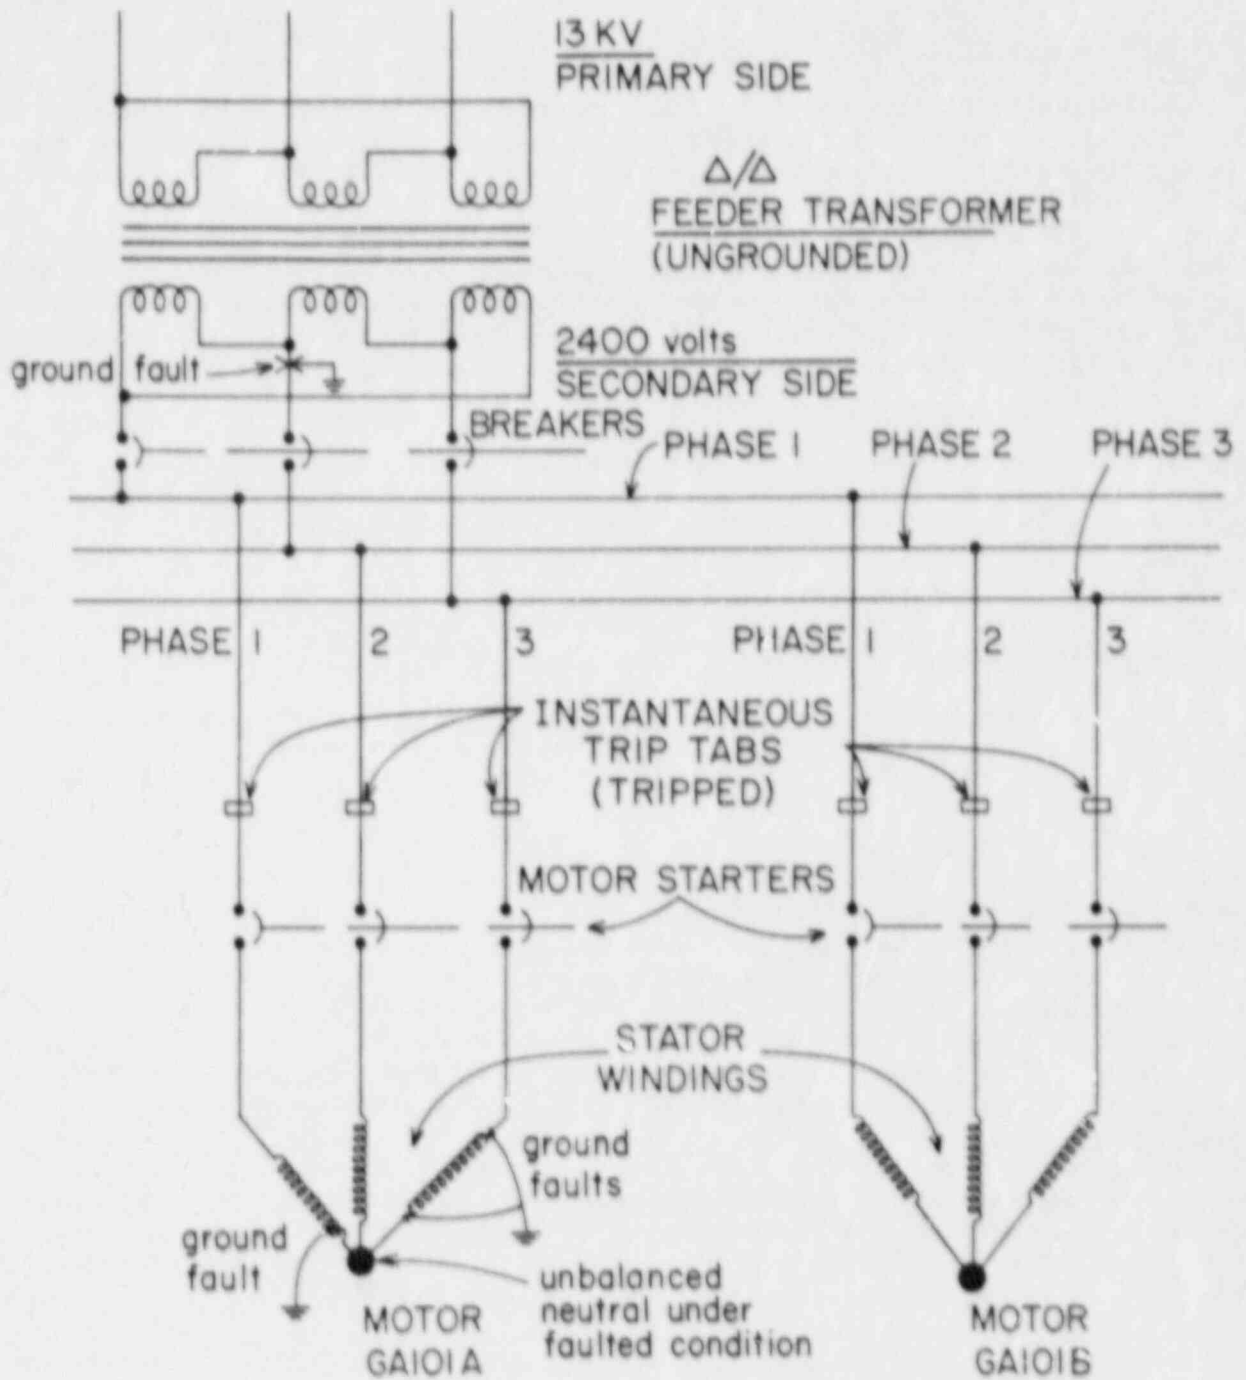 13 KV
PRIMARY SIDE
Δ/Δ
FEEDER TRANSFORMER
(UNGROUNDED)
2400 volts
SECONDARY SIDE
ground fault
BREAKERS
PHASE 1
PHASE 2
PHASE 3
PHASE 1
2
3
PHASE 1
2
3
INSTANTANEOUS
TRIP TABS
(TRIPPED)
MOTOR STARTERS
STATOR
WINDINGS
ground
faults
ground
fault
unbalanced
neutral under
faulted condition
MOTOR
GA101A
MOTOR
GA101B